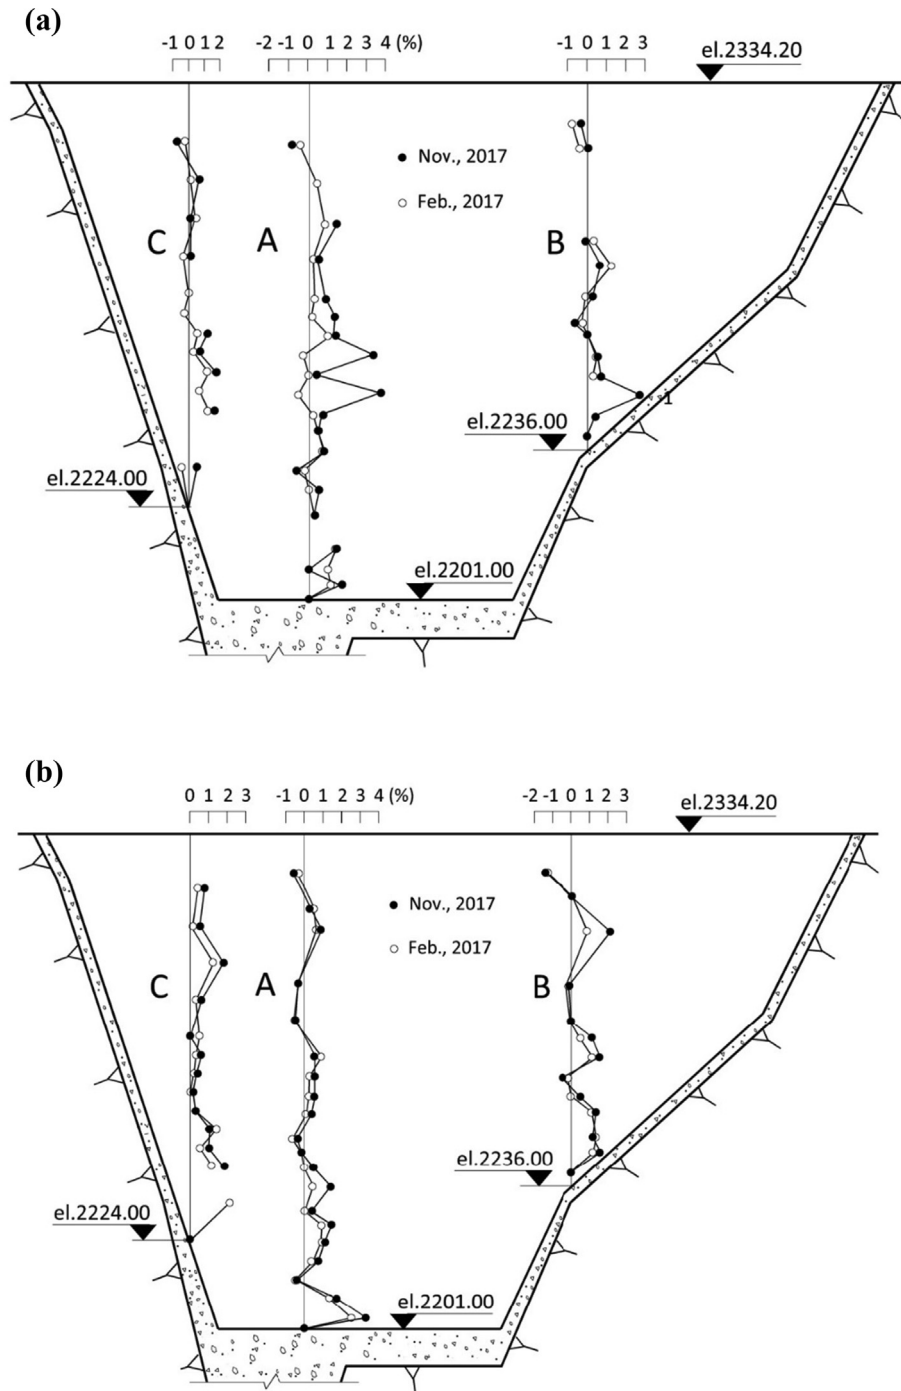 (a)
-1 0 1 2 -2 -1 0 1 2 3 4 (%) -1 0 1 2 3 el.2334.20
Nov., 2017
Feb., 2017
C A B
1
el.2236.00
el.2224.00
el.2201.00
(b)
0 1 2 3 -1 0 1 2 3 4 (%) -2 -1 0 1 2 3 el.2334.20
Nov., 2017
Feb., 2017
C A B
el.2236.00
el.2224.00
el.2201.00